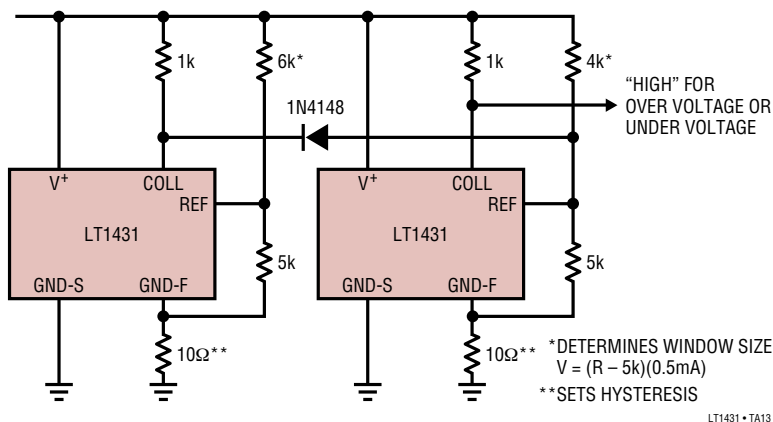 1k
6k*
1k
4k*
"HIGH" FOR
OVER VOLTAGE OR
UNDER VOLTAGE
1N4148
V+
COLL
REF
LT1431
GND-S
GND-F
5k
V+
COLL
REF
LT1431
GND-S
GND-F
5k
10Ω**
10Ω**
*DETERMINES WINDOW SIZE
V = (R – 5k)(0.5mA)
**SETS HYSTERESIS
LT1431 • TA13